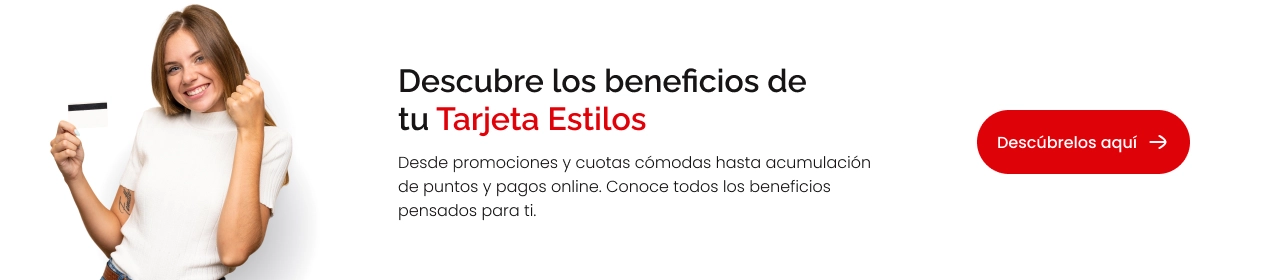 Descubre los beneficios de
tu Tarjeta Estilos
Desde promociones y cuotas cómodas hasta acumulación
de puntos y pagos online. Conoce todos los beneficios
pensados para ti.
Descúbrelos aquí